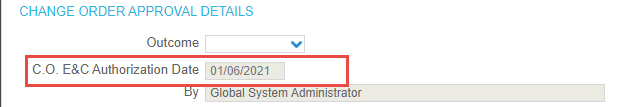 CHANGE ORDER APPROVAL DETAILS
Outcome
C.O. E&C Authorization Date 01/06/2021
By Global System Administrator